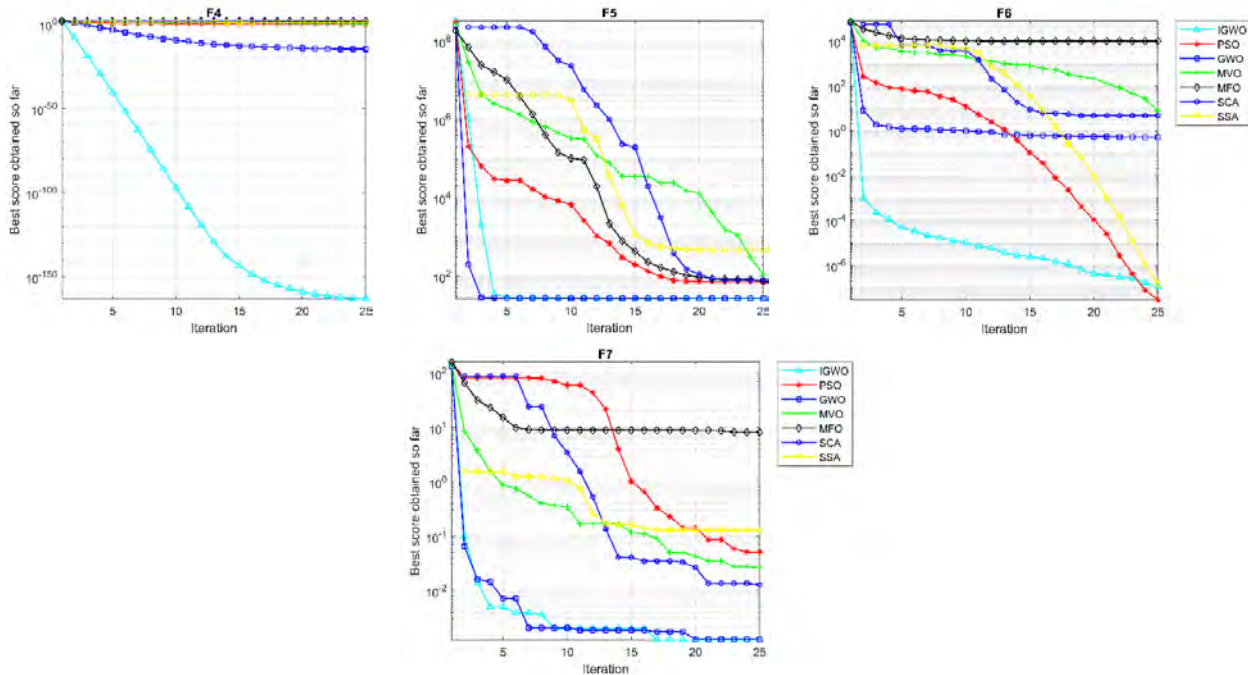 F4
Best score obtained so far
10^0
10^-50
10^-100
10^-150
5
10
15
20
25
Iteration
F5
Best score obtained so far
10^8
10^6
10^4
10^2
5
10
15
20
25
Iteration
F6
Best score obtained so far
10^4
10^2
10^0
10^-2
10^-4
10^-6
5
10
15
20
25
Iteration
IGWO
PSO
GWO
MVO
MFO
SCA
SSA
F7
Best score obtained so far
10^2
10^1
10^0
10^-1
10^-2
5
10
15
20
25
Iteration
IGWO
PSO
GWO
MVO
MFO
SCA
SSA